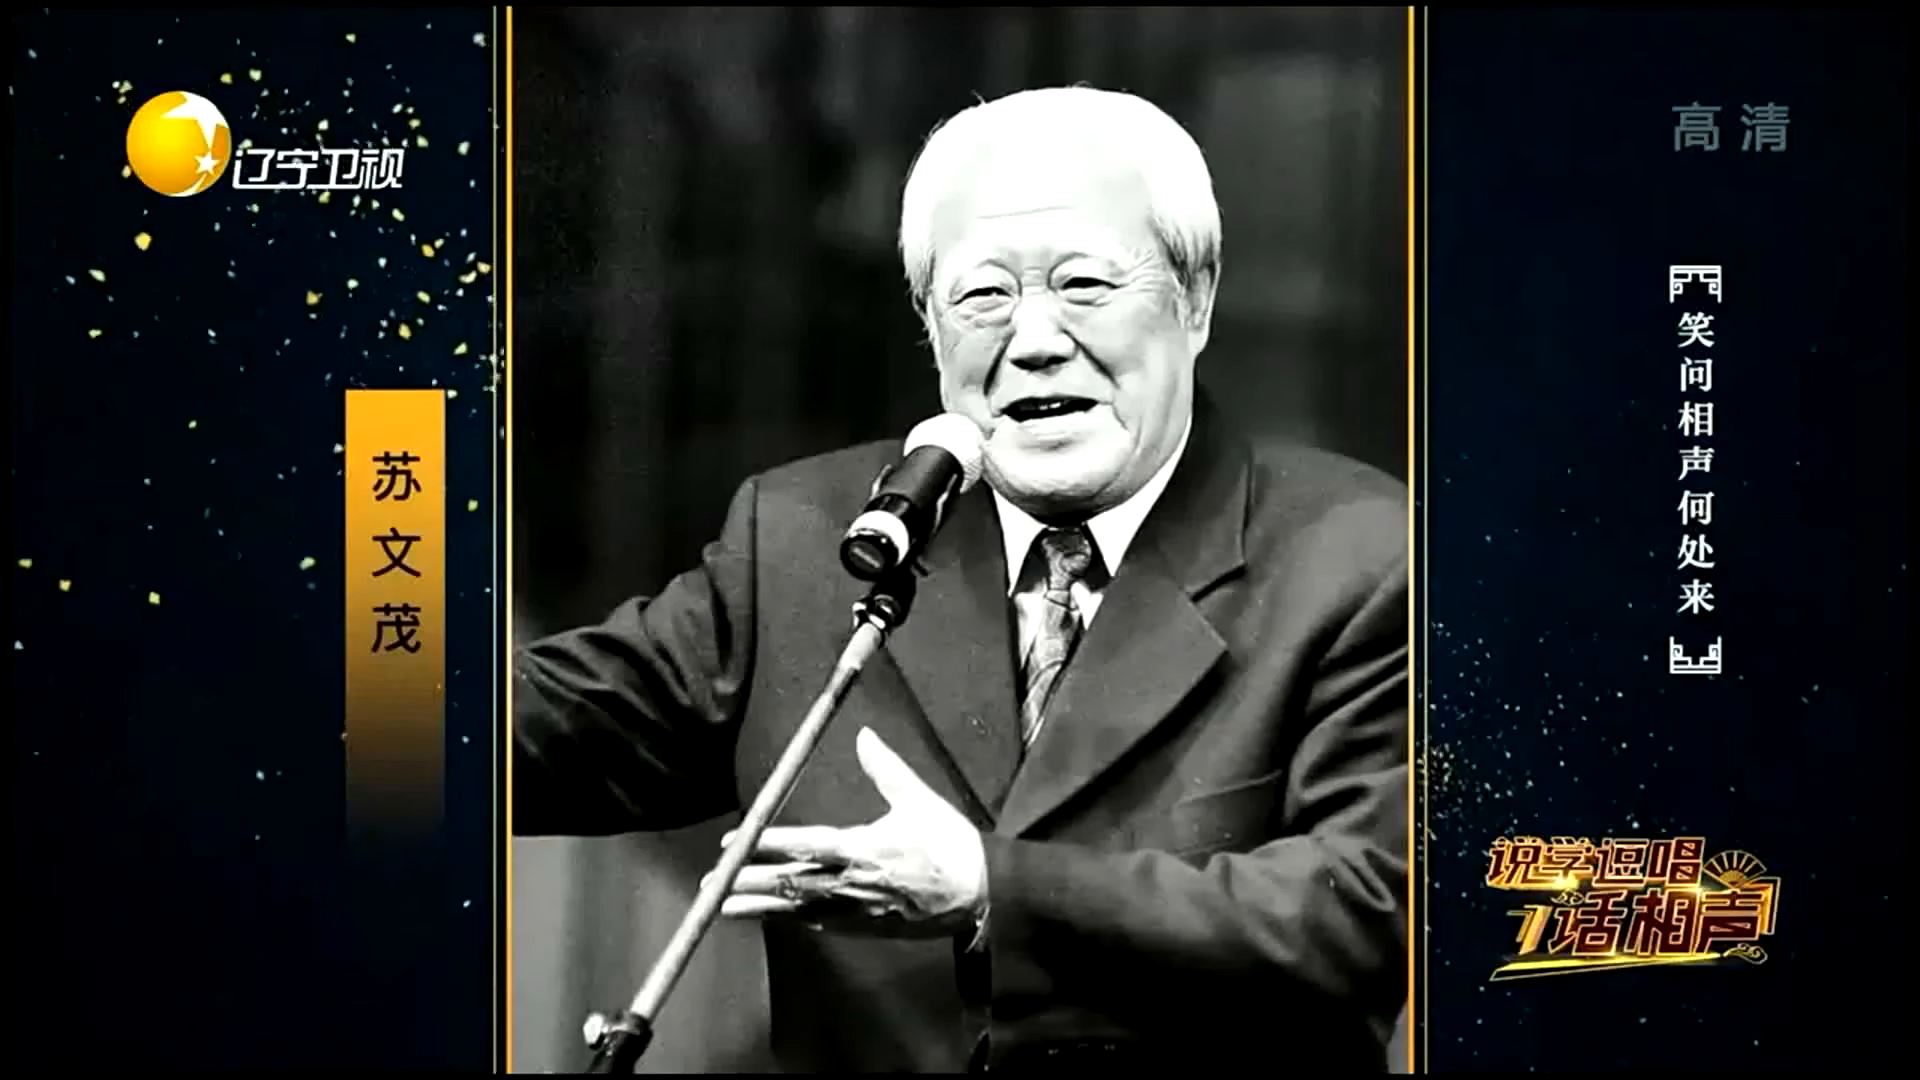 辽宁卫视
高清
苏文茂
笑问相声何处来
说学逗唱
话相声